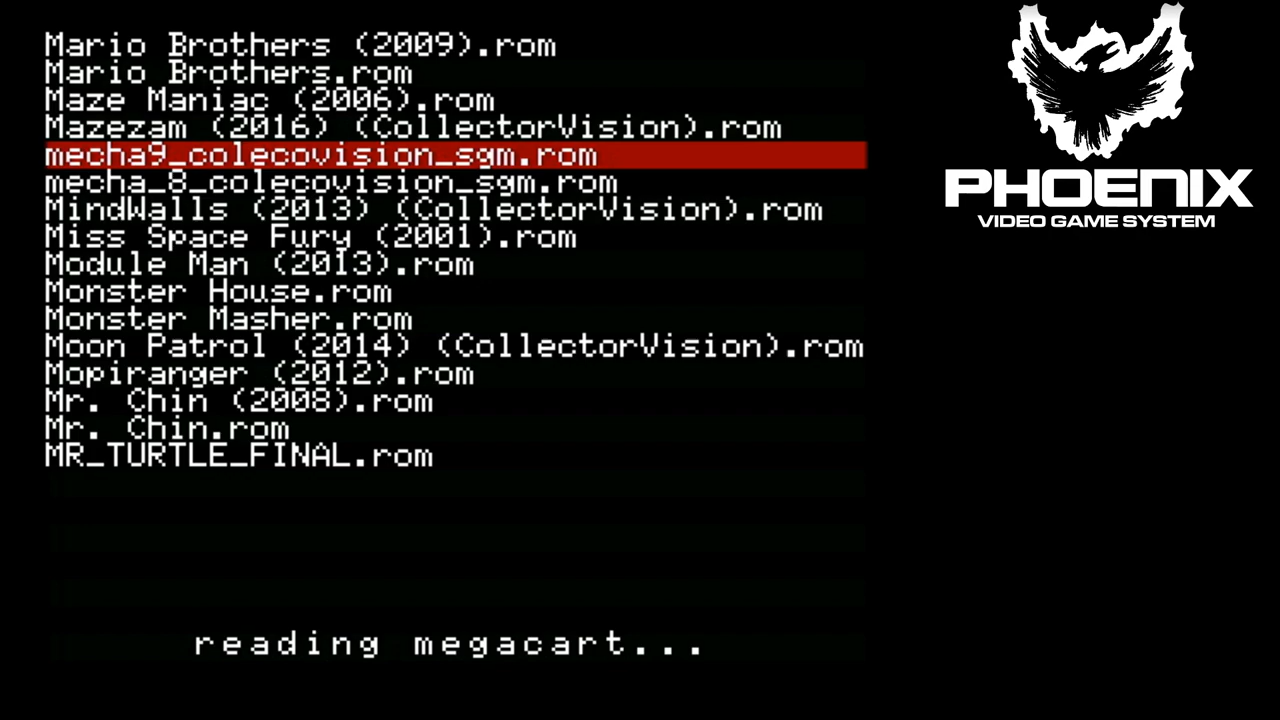 Mario Brothers (2009).rom
Mario Brothers.rom
Maze Maniac (2006).rom
Mazezam (2016) (CollectorVision).rom
mecha9_colecovision_sgm.rom
mecha_8_colecovision_sgm.rom
MindWalls (2013) (CollectorVision).rom
Miss Space Fury (2001).rom
Module Man (2013).rom
Monster House.rom
Monster Masher.rom
Moon Patrol (2014) (CollectorVision).rom
Mopiranger (2012).rom
Mr. Chin (2008).rom
Mr. Chin.rom
MR_TURTLE_FINAL.rom
reading megacart...
PHOENIX
VIDEO GAME SYSTEM